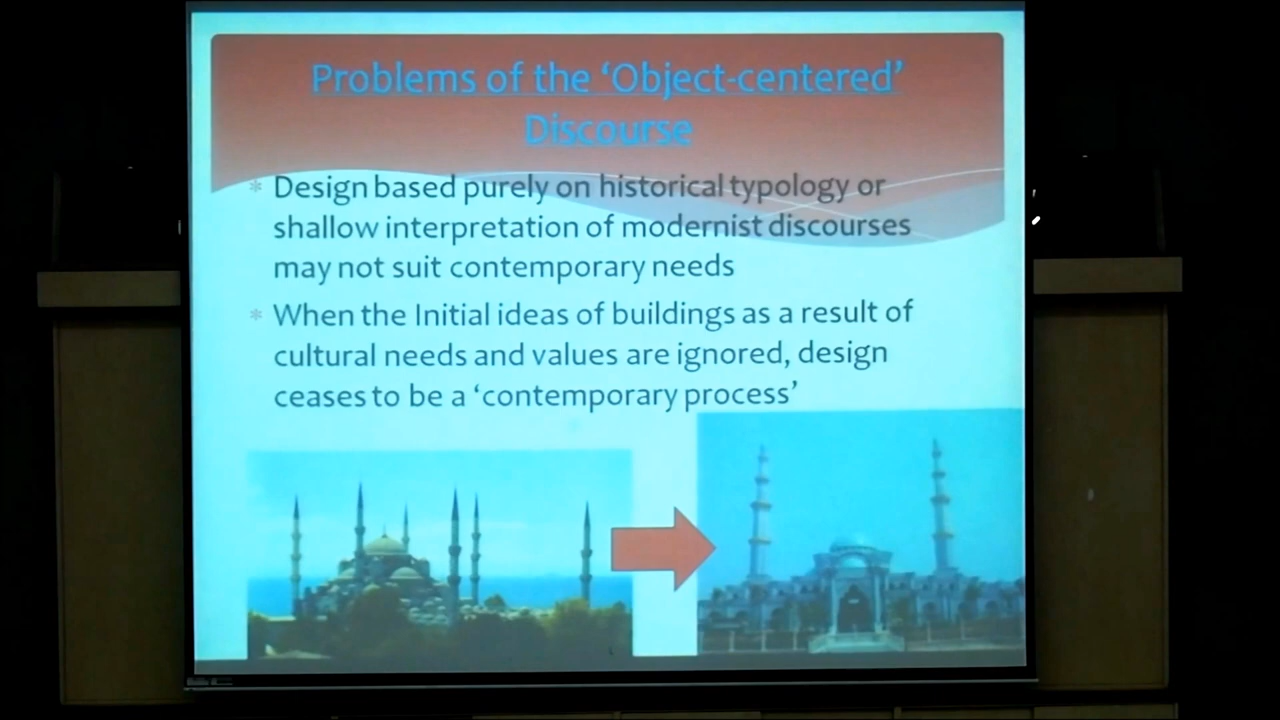 Problems of the ‘Object-centered’
Discourse
* Design based purely on historical typology or
shallow interpretation of modernist discourses
may not suit contemporary needs
* When the Initial ideas of buildings as a result of
cultural needs and values are ignored, design
ceases to be a ‘contemporary process’